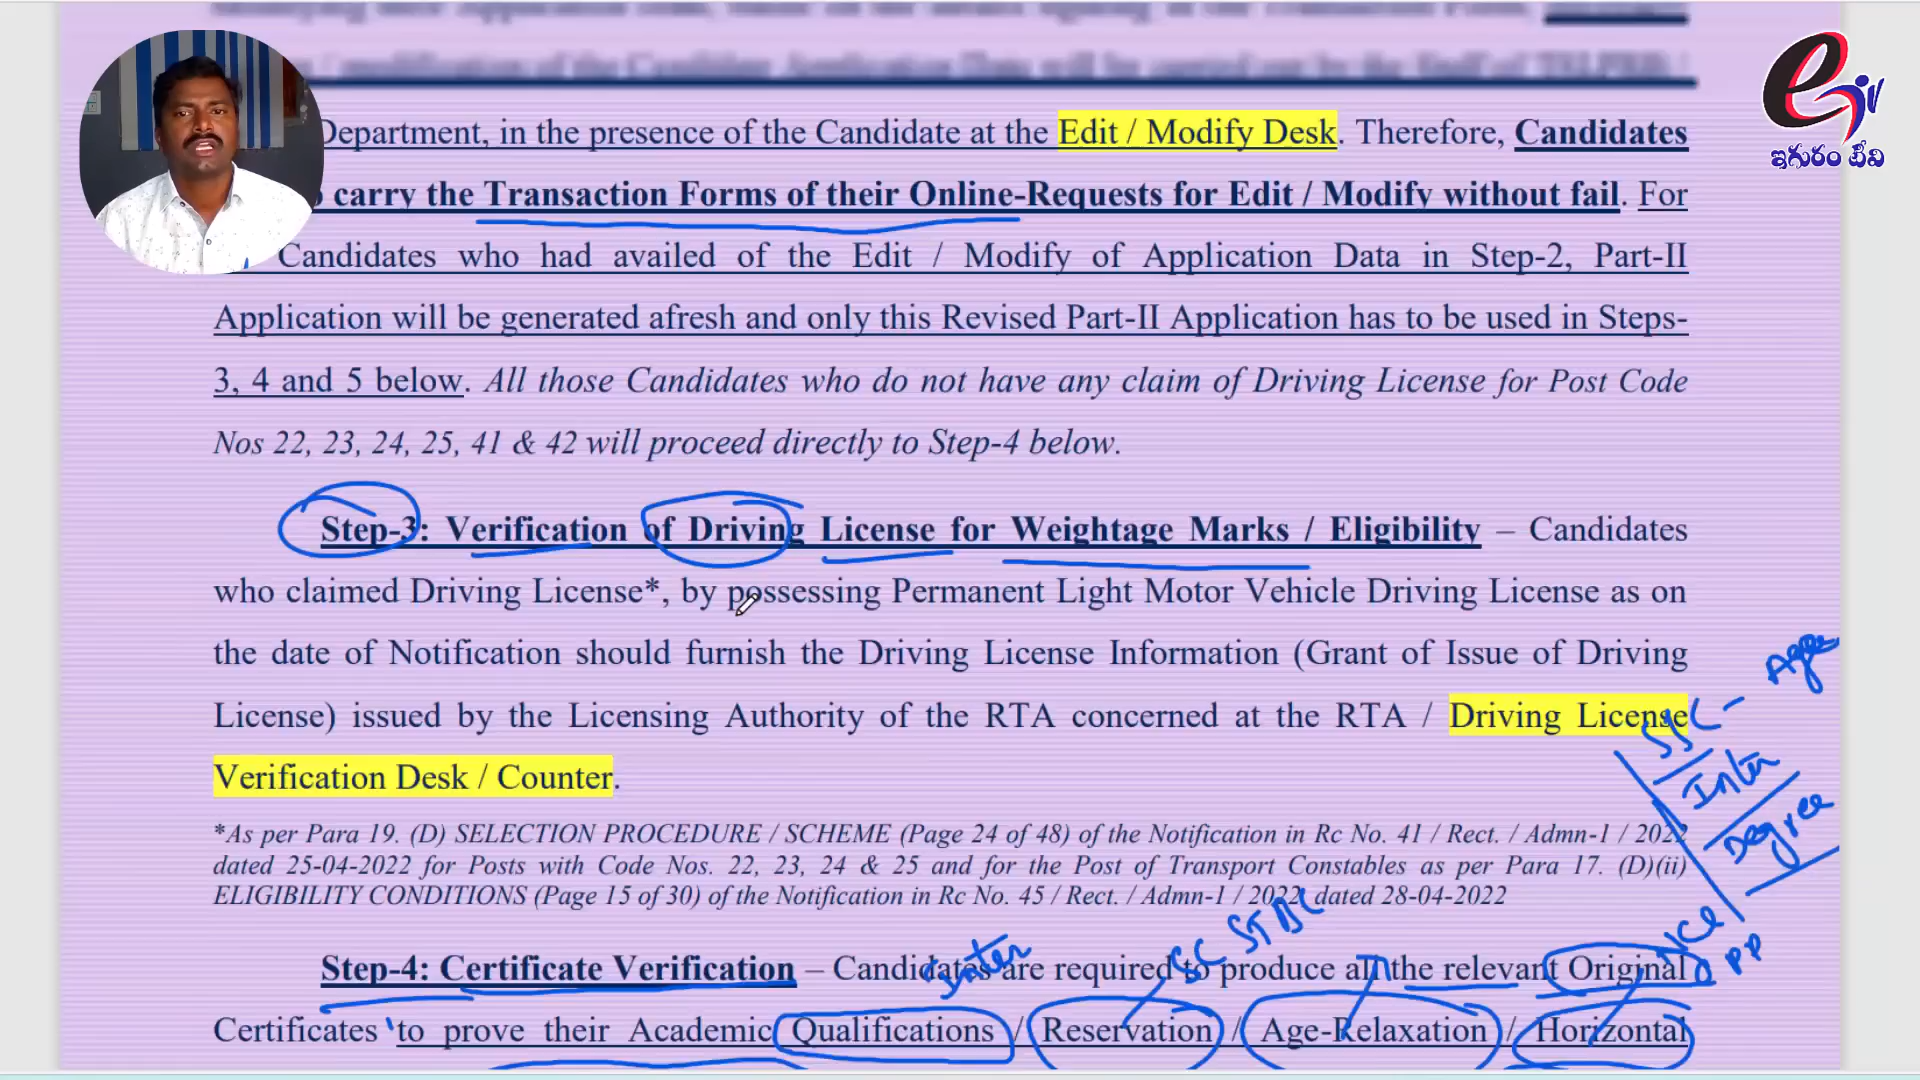 Department, in the presence of the Candidate at the Edit / Modify Desk. Therefore, Candidates
carry the Transaction Forms of their Online-Requests for Edit / Modify without fail. For
Candidates who had availed of the Edit / Modify of Application Data in Step-2, Part-II
Application will be generated afresh and only this Revised Part-II Application has to be used in Steps-
3, 4 and 5 below. All those Candidates who do not have any claim of Driving License for Post Code
Nos 22, 23, 24, 25, 41 & 42 will proceed directly to Step-4 below.
Step-3: Verification of Driving License for Weightage Marks / Eligibility – Candidates
who claimed Driving License*, by possessing Permanent Light Motor Vehicle Driving License as on
the date of Notification should furnish the Driving License Information (Grant of Issue of Driving
License) issued by the Licensing Authority of the RTA concerned at the RTA / Driving License
Verification Desk / Counter.
*As per Para 19. (D) SELECTION PROCEDURE / SCHEME (Page 24 of 48) of the Notification in Rc No. 41 / Rect. / Admn-1 / 2022
dated 25-04-2022 for Posts with Code Nos. 22, 23, 24 & 25 and for the Post of Transport Constables as per Para 17. (D)(ii)
ELIGIBILITY CONDITIONS (Page 15 of 30) of the Notification in Rc No. 45 / Rect. / Admn-1 / 2022, dated 28-04-2022
Step-4: Certificate Verification – Candidates are required to produce all the relevant Original
Certificates to prove their Academic Qualifications / Reservation / Age-Relaxation / Horizontal
ఇగురం టీవి
Age
SSC -
Inter
Degree
Inter
SC ST BC
NCC
PP